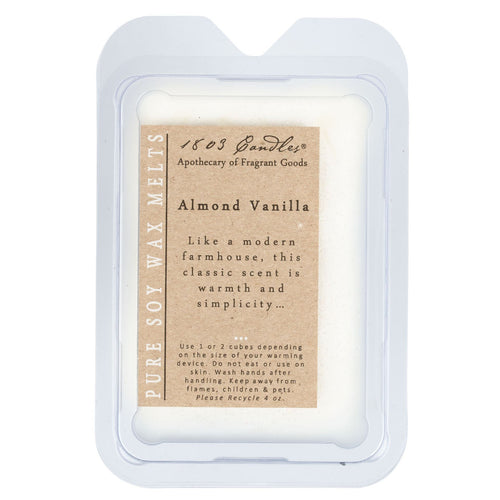 1803 Candles®
Apothecary of Fragrant Goods
Almond Vanilla
Like a modern
farmhouse, this
classic scent is
warmth and
simplicity...
...
Use 1 or 2 cubes depending
on the size of your warming
device. Do not eat or use on
skin. Wash hands after
handling. Keep away from
flames, children & pets.
Please Recycle 4 oz.
PURE SOY WAX MELTS